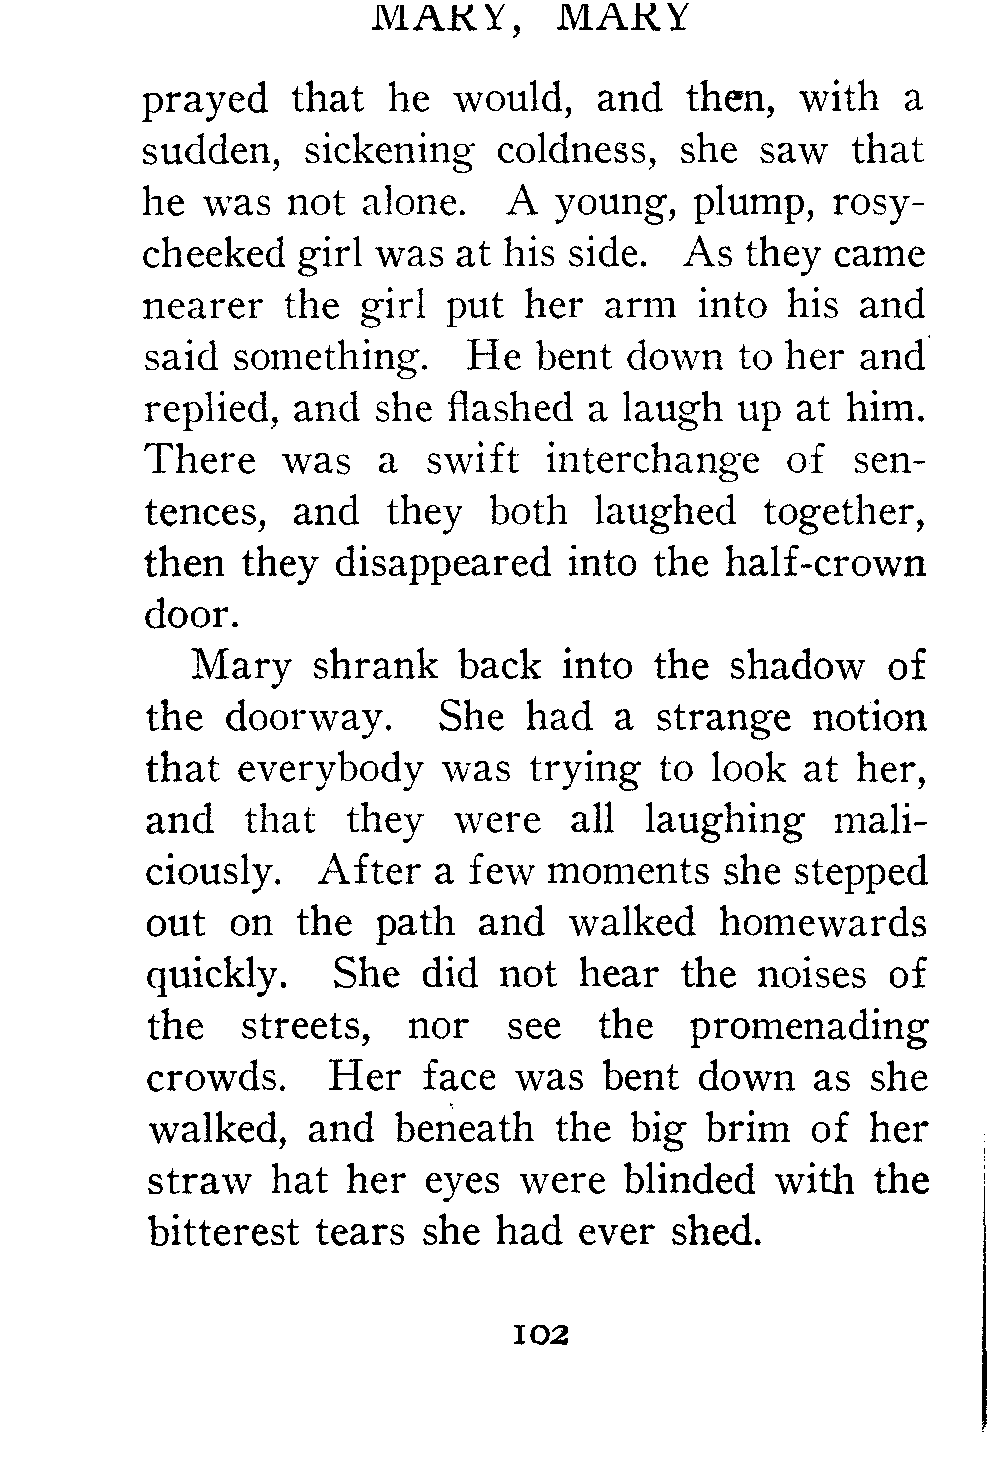 MARY, MARY
prayed that he would, and then, with a
sudden, sickening coldness, she saw that
he was not alone. A young, plump, rosy-
cheeked girl was at his side. As they came
nearer the girl put her arm into his and
said something. He bent down to her and
replied, and she flashed a laugh up at him.
There was a swift interchange of sen-
tences, and they both laughed together,
then they disappeared into the half-crown
door.
Mary shrank back into the shadow of
the doorway. She had a strange notion
that everybody was trying to look at her,
and that they were all laughing mali-
ciously. After a few moments she stepped
out on the path and walked homewards
quickly. She did not hear the noises of
the streets, nor see the promenading
crowds. Her face was bent down as she
walked, and beneath the big brim of her
straw hat her eyes were blinded with the
bitterest tears she had ever shed.
102